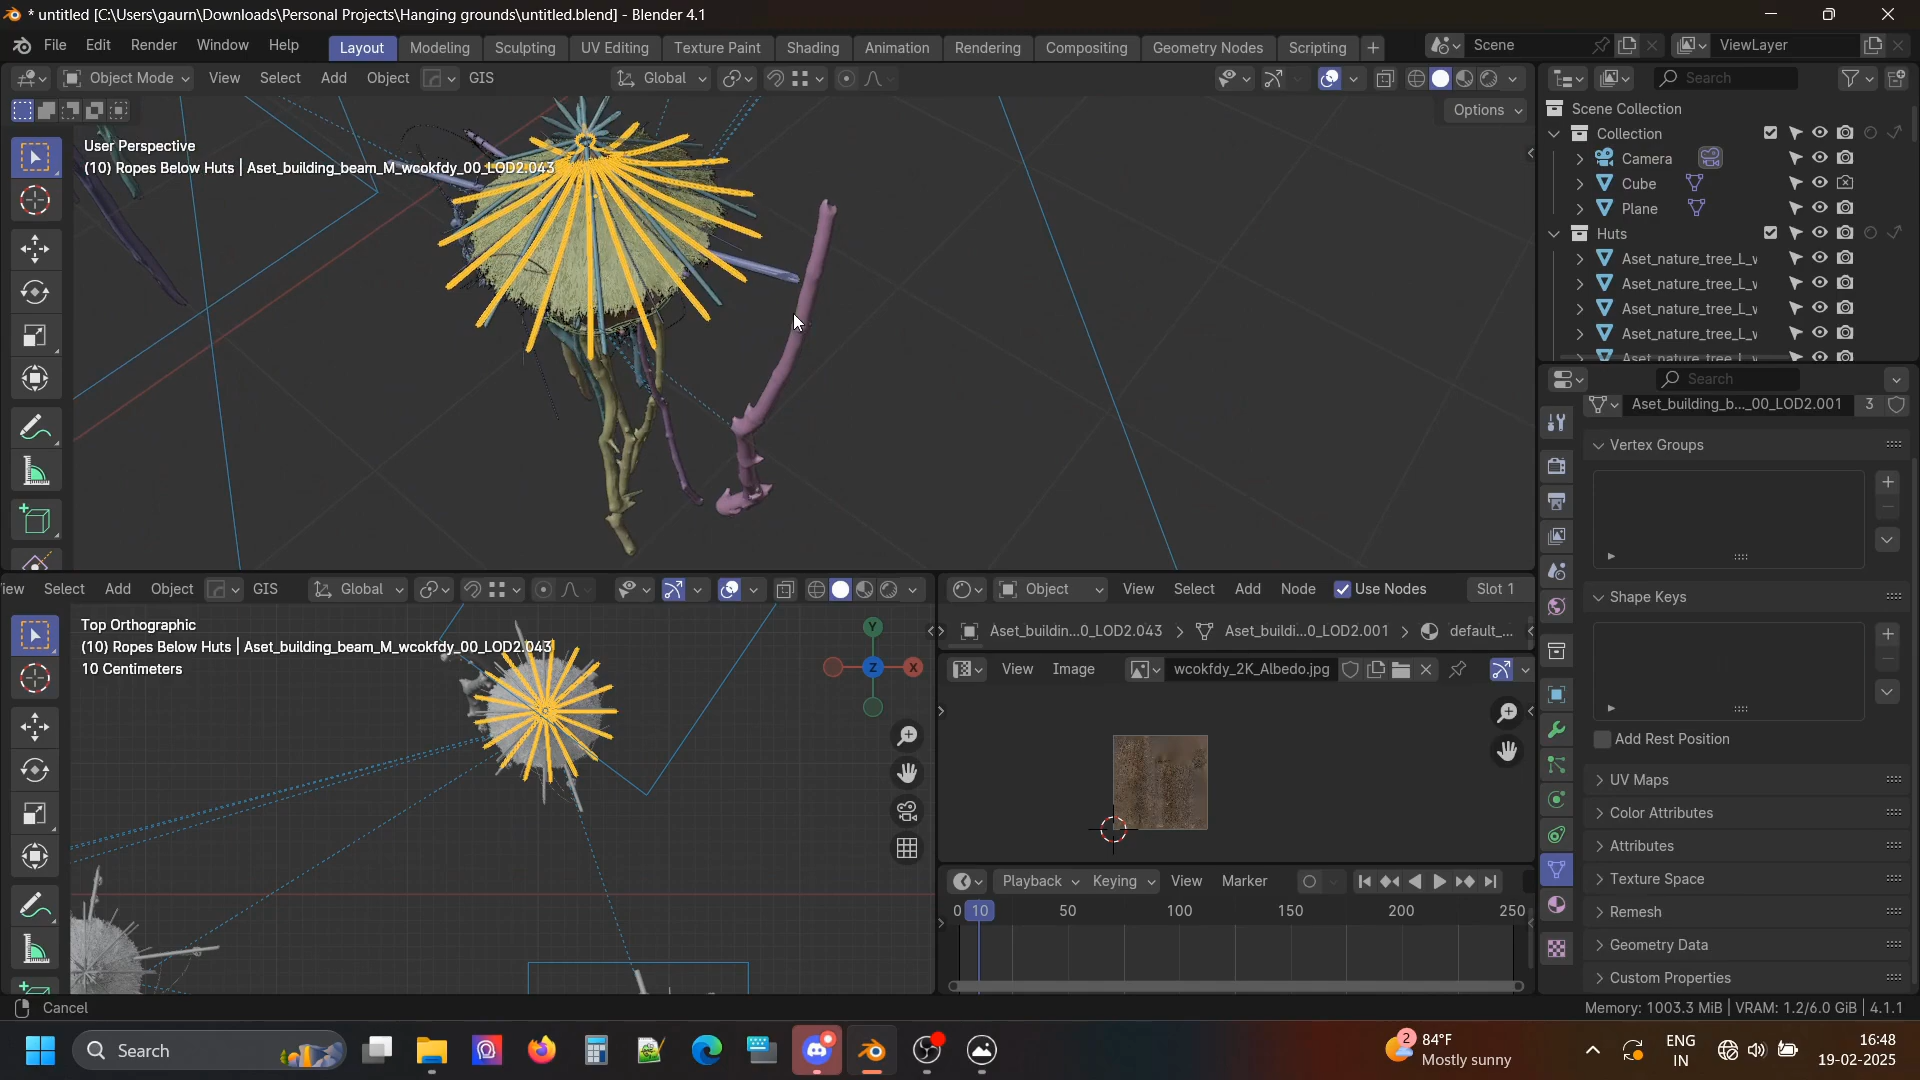 * untitled [C:\Users\gaurn\Downloads\Personal Projects\Hanging grounds\untitled.blend] - Blender 4.1
File Edit Render Window Help Layout Modeling Sculpting UV Editing Texture Paint Shading Animation Rendering Compositing Geometry Nodes Scripting + Scene ViewLayer
Object Mode View Select Add Object GIS Global Search
Options
User Perspective
(10) Ropes Below Huts | Aset_building_beam_M_wcokfdy_00_LOD2.043
Scene Collection
Collection
Camera
Cube
Plane
Huts
Aset_nature_tree_L_v
Aset_nature_tree_L_v
Aset_nature_tree_L_v
Aset_nature_tree_L_v
Aset_nature_tree_L_v
Search
Aset_building_b..._00_LOD2.001 3
Vertex Groups
Shape Keys
Add Rest Position
UV Maps
Color Attributes
Attributes
Texture Space
Remesh
Geometry Data
Custom Properties
iew Select Add Object GIS Global
Top Orthographic
(10) Ropes Below Huts | Aset_building_beam_M_wcokfdy_00_LOD2.043
10 Centimeters
Y
Z
X
Object View Select Add Node Use Nodes Slot 1
Aset_buildin...0_LOD2.043 > Aset_buildi...0_LOD2.001 > default_...
View Image wcokfdy_2K_Albedo.jpg
Playback Keying View Marker
0 10 50 100 150 200 250
Cancel
Memory: 1003.3 MiB | VRAM: 1.2/6.0 GiB | 4.1.1
Search
2
84°F
Mostly sunny
ENG
IN
16:48
19-02-2025